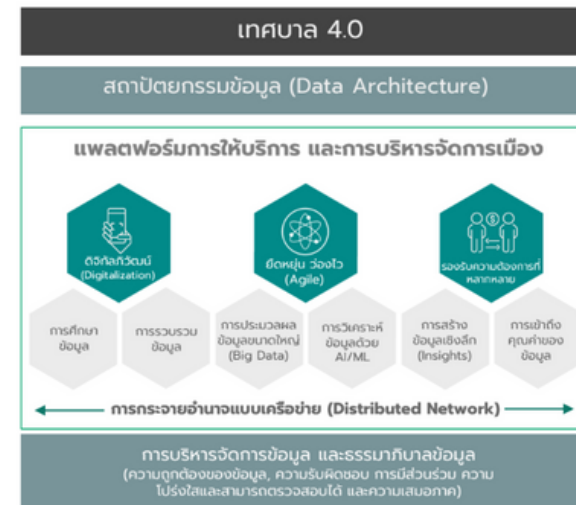 เทศบาล 4.0
สถาปัตยกรรมข้อมูล (Data Architecture)
แพลตฟอร์มการให้บริการ และการบริหารจัดการเมือง
ดิจิทัลภิวัฒน์
(Digitalization)
ยืดหยุ่น ว่องไว
(Agile)
รองรับความต้องการที่
หลากหลาย
การศึกษา
ข้อมูล
การรวบรวม
ข้อมูล
การประมวลผล
ข้อมูลขนาดใหญ่
(Big Data)
การวิเคราะห์
ข้อมูลด้วย
AI/ML
การสร้าง
ข้อมูลเชิงลึก
(Insights)
การเข้าถึง
คุณค่าของ
ข้อมูล
การกระจายอำนาจแบบเครือข่าย (Distributed Network)
การบริหารจัดการข้อมูล และธรรมาภิบาลข้อมูล
(ความถูกต้องของข้อมูล, ความรับผิดชอบ การมีส่วนร่วม ความ
โปร่งใสและสามารถตรวจสอบได้ และความเสมอภาค)